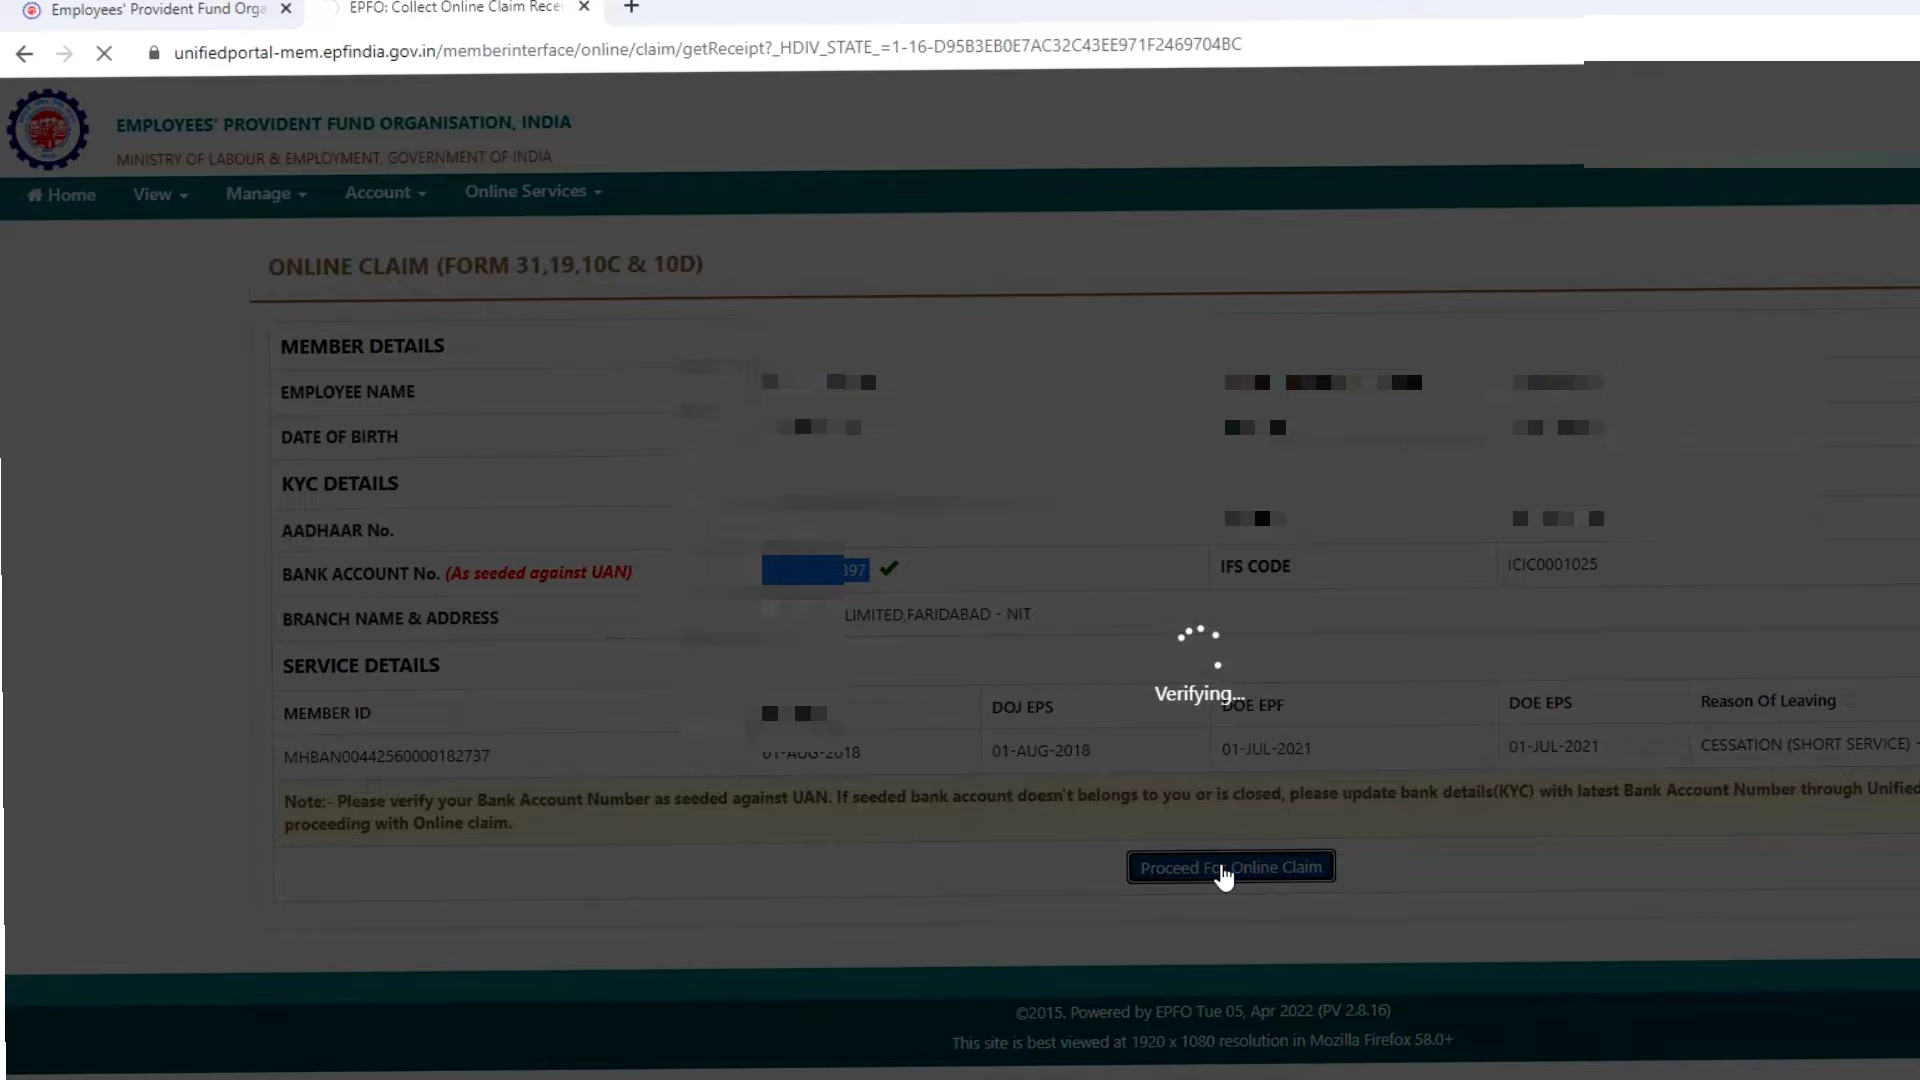 Employees' Provident Fund Orga
EPFO: Collect Online Claim Rece
unifiedportal-mem.epfindia.gov.in/memberinterface/online/claim/getReceipt?_HDIV_STATE_=1-16-D95B3EB0E7AC32C43EE971F2469704BC
EMPLOYEES' PROVIDENT FUND ORGANISATION, INDIA
MINISTRY OF LABOUR & EMPLOYMENT, GOVERNMENT OF INDIA
Home View Manage Account Online Services
ONLINE CLAIM (FORM 31,19,10C & 10D)
MEMBER DETAILS
EMPLOYEE NAME
DATE OF BIRTH
KYC DETAILS
AADHAAR No.
BANK ACCOUNT No. (As seeded against UAN) 397 IFS CODE ICIC0001025
BRANCH NAME & ADDRESS LIMITED,FARIDABAD - NIT
SERVICE DETAILS
Verifying...
MEMBER ID DOJ EPS DOE EPF DOE EPS Reason Of Leaving
MHBAN00442560000182737 01-AUG-2018 01-AUG-2018 01-JUL-2021 01-JUL-2021 CESSATION (SHORT SERVICE) -
Note:- Please verify your Bank Account Number as seeded against UAN. If seeded bank account doesn't belongs to you or is closed, please update bank details(KYC) with latest Bank Account Number through Unified
proceeding with Online claim.
Proceed For Online Claim
©2015. Powered by EPFO Tue 05, Apr 2022 (PV 2.8.16)
This site is best viewed at 1920 x 1080 resolution in Mozilla Firefox 58.0+